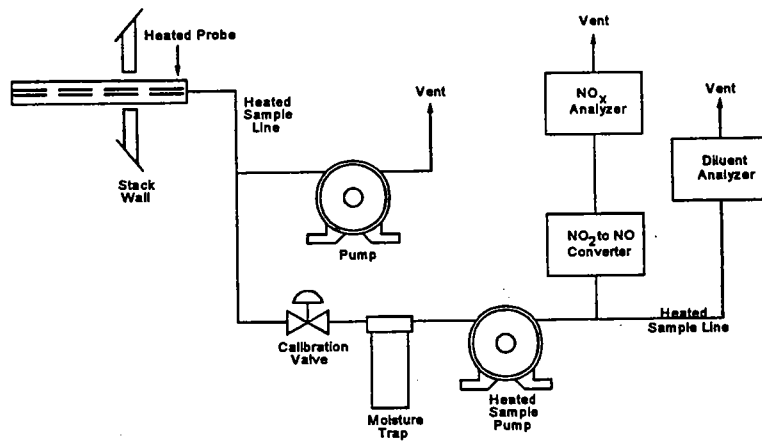 Heated Probe
Heated
Sample
Line
Stack
Wall
Vent
Pump
Vent
NOx
Analyzer
Vent
Diluent
Analyzer
NO2 to NO
Converter
Heated
Sample Line
Calibration
Valve
Moisture
Trap
Heated
Sample
Pump